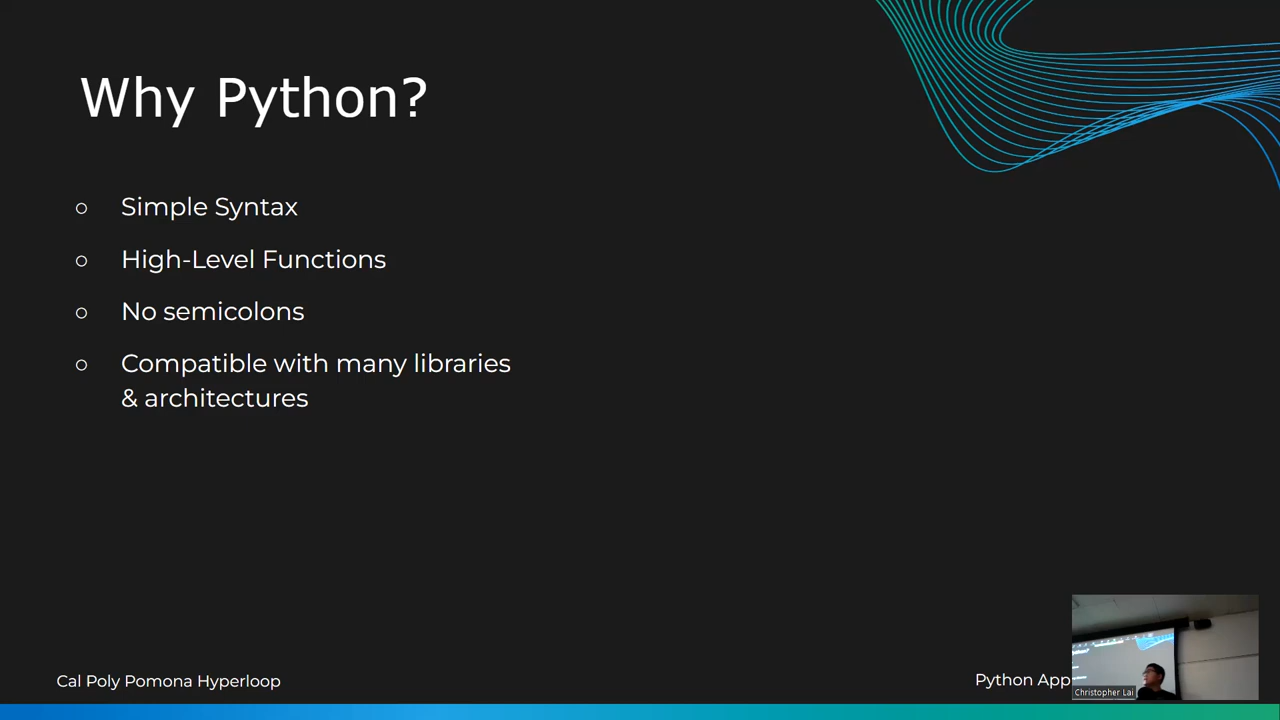 Why Python?
○ Simple Syntax
○ High-Level Functions
○ No semicolons
○ Compatible with many libraries
& architectures
Cal Poly Pomona Hyperloop
Python App
Christopher Lai